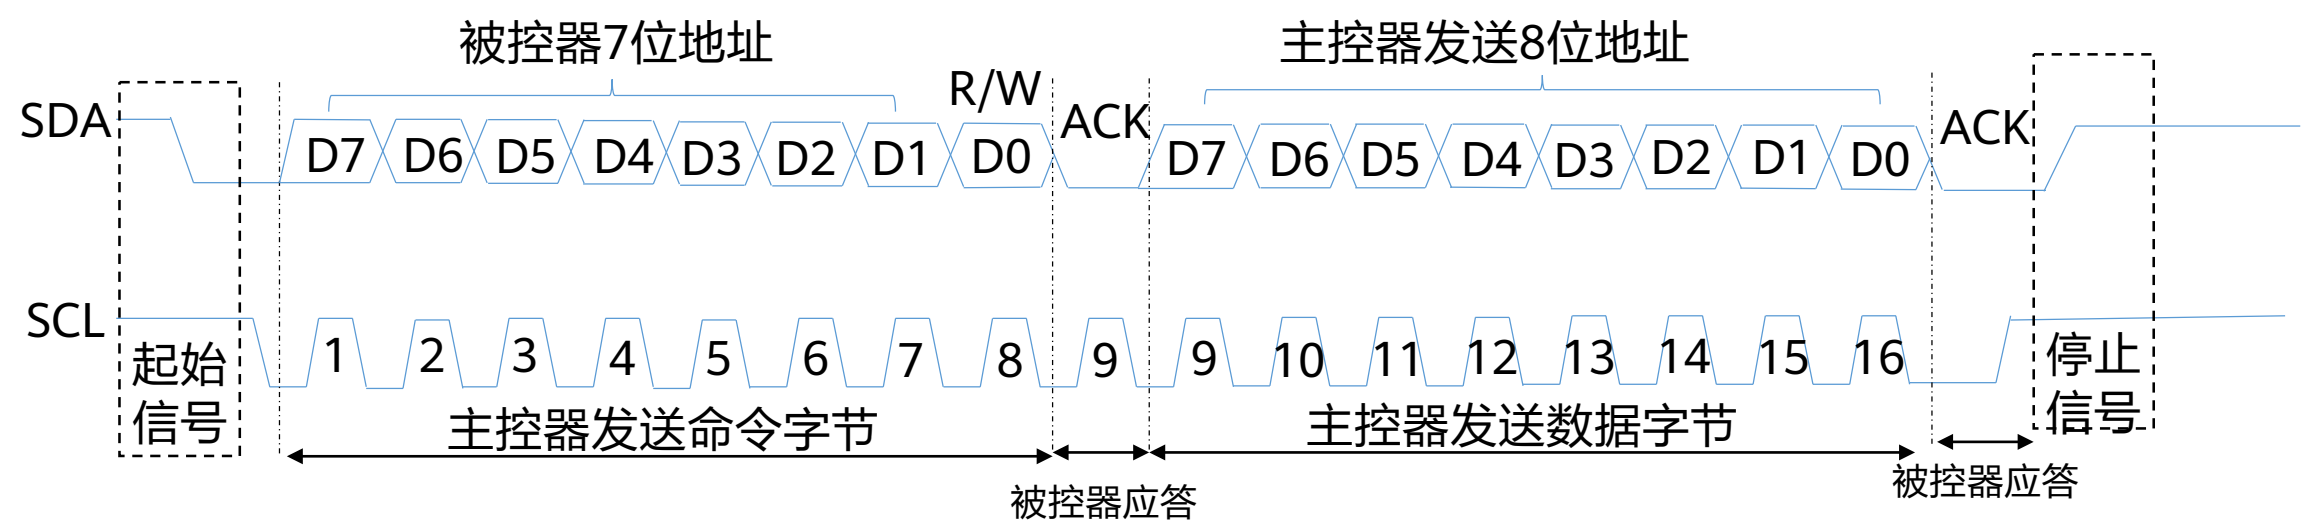 被控器7位地址
主控器发送8位地址
R/W
SDA
D7 D6 D5 D4 D3 D2 D1 D0
ACK
D7 D6 D5 D4 D3 D2 D1 D0
ACK
SCL
1 2 3 4 5 6 7 8 9 9 10 11 12 13 14 15 16
起始
信号
停止
信号
主控器发送命令字节
主控器发送数据字节
被控器应答
被控器应答